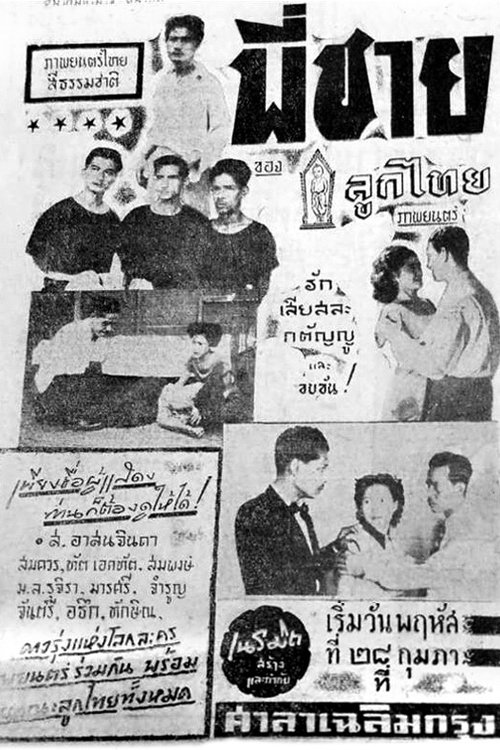 ภาพยนตร์ไทย
สีธรรมชาติ
พี่ชาย
ของ
ลูกไทย
ภาพยนตร์
รัก
เสียสละ
กตัญญู
และ
ขบขัน!
เพียงชื่อผู้แสดง
ท่านก็ต้องดูให้ได้!
ส. อาสนจินดา
สมควร, ทัต เอคทัต, สมพงษ์
ม.ล. รุจิรา, มารศรี, จำรูญ
จันตรี, อธึก, ทักษิณ,
ดารุ่งแห่งโลกละคร
ร่วมกัน พร้อม
ลูกไทยทั้งหมด
เนรมิต
สร้าง
และกำกับ
เริ่มวันพฤหัส
ที่ ๒๘ กุมภา
ที่
ศาลาเฉลิมกรุง